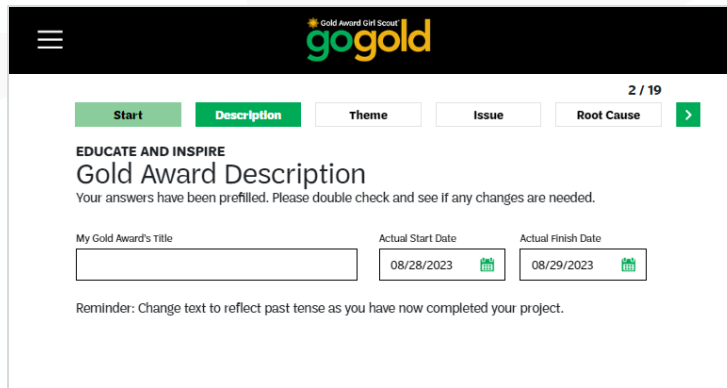 Gold Award Girl Scout
gogold
2 / 19
Start Description Theme Issue Root Cause
EDUCATE AND INSPIRE
Gold Award Description
Your answers have been prefilled. Please double check and see if any changes are needed.
My Gold Award's Title Actual Start Date Actual Finish Date
08/28/2023 08/29/2023
Reminder: Change text to reflect past tense as you have now completed your project.